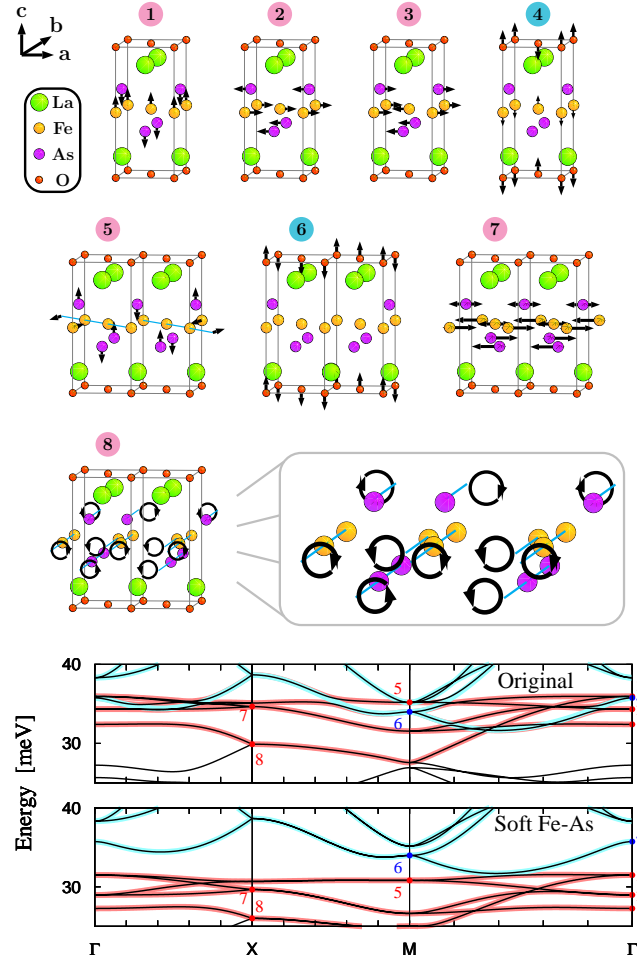 1 2 3 4
c
b
a
La
Fe
As
O
5 6 7
8
40
Original
5
7
6
30
8
Energy [meV]
40
Soft Fe-As
6
5
30
7
8
Γ X M Γ